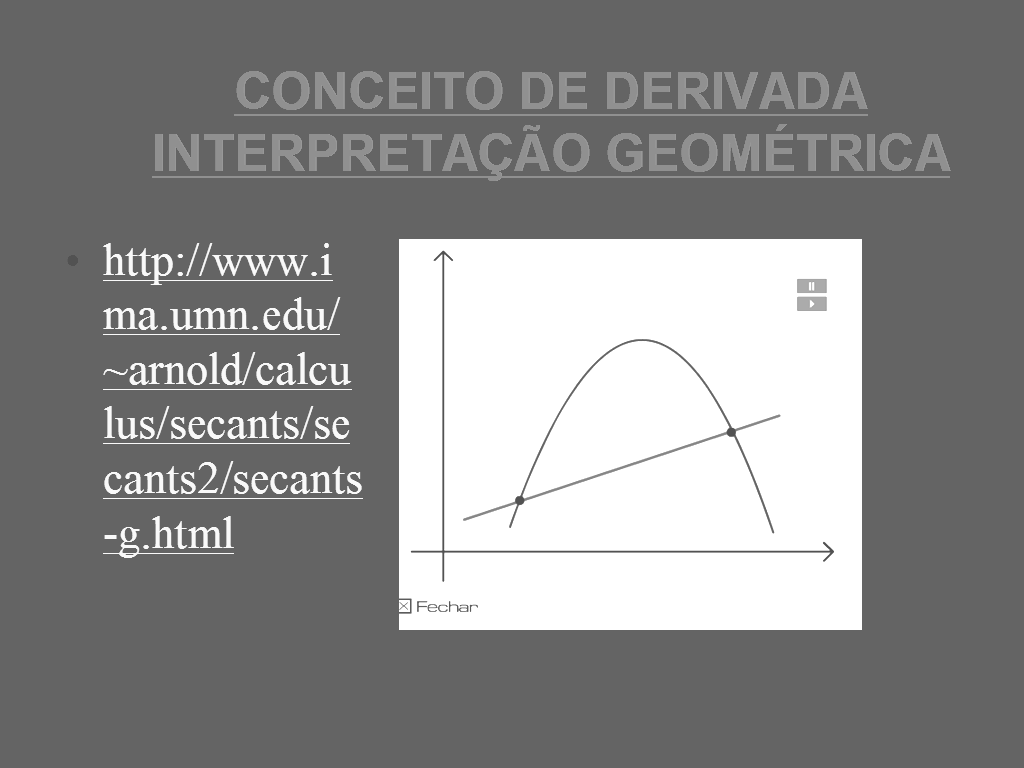 CONCEITO DE DERIVADA
INTERPRETAÇÃO GEOMÉTRICA
• http://www.i
ma.umn.edu/
~arnold/calcu
lus/secants/se
cants2/secants
-g.html
Fechar